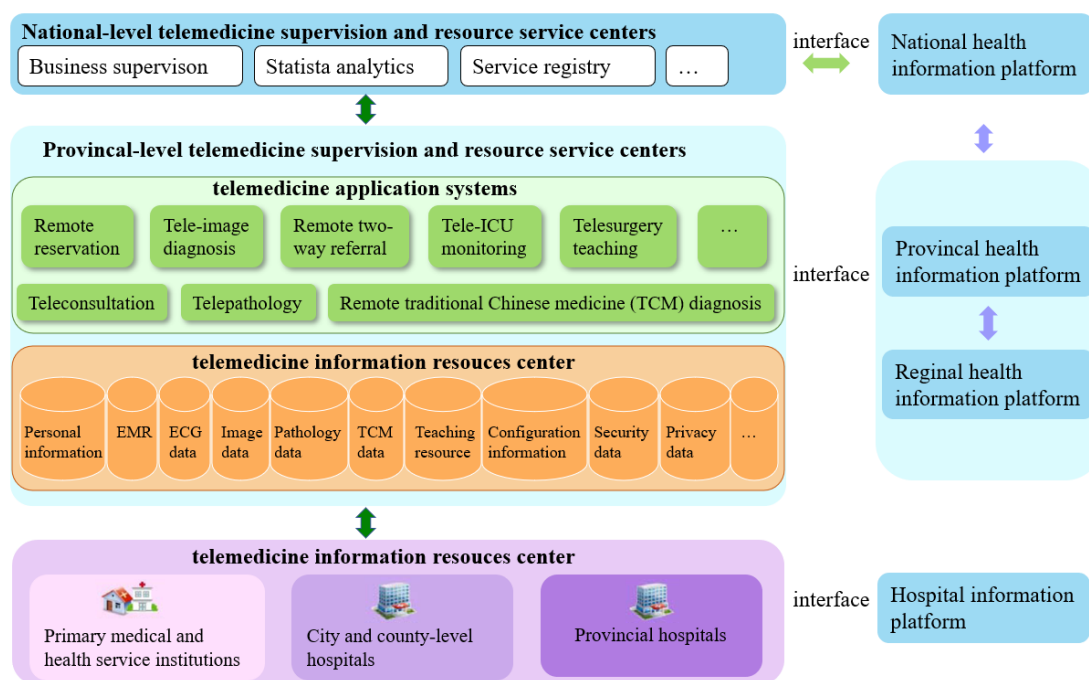 National-level telemedicine supervision and resource service centers
Business supervison
Statista analytics
Service registry
…
interface
National health
information platform
Provincal-level telemedicine supervision and resource service centers
telemedicine application systems
Remote
reservation
Tele-image
diagnosis
Remote two-
way referral
Tele-ICU
monitoring
Telesurgery
teaching
…
Teleconsultation
Telepathology
Remote traditional Chinese medicine (TCM) diagnosis
interface
Provincal health
information platform
Reginal health
information platform
telemedicine information resouces center
Personal
information
EMR
ECG
data
Image
data
Pathology
data
TCM
data
Teaching
resource
Configuration
information
Security
data
Privacy
data
…
telemedicine information resouces center
Primary medical and
health service institutions
City and county-level
hospitals
Provincial hospitals
interface
Hospital information
platform